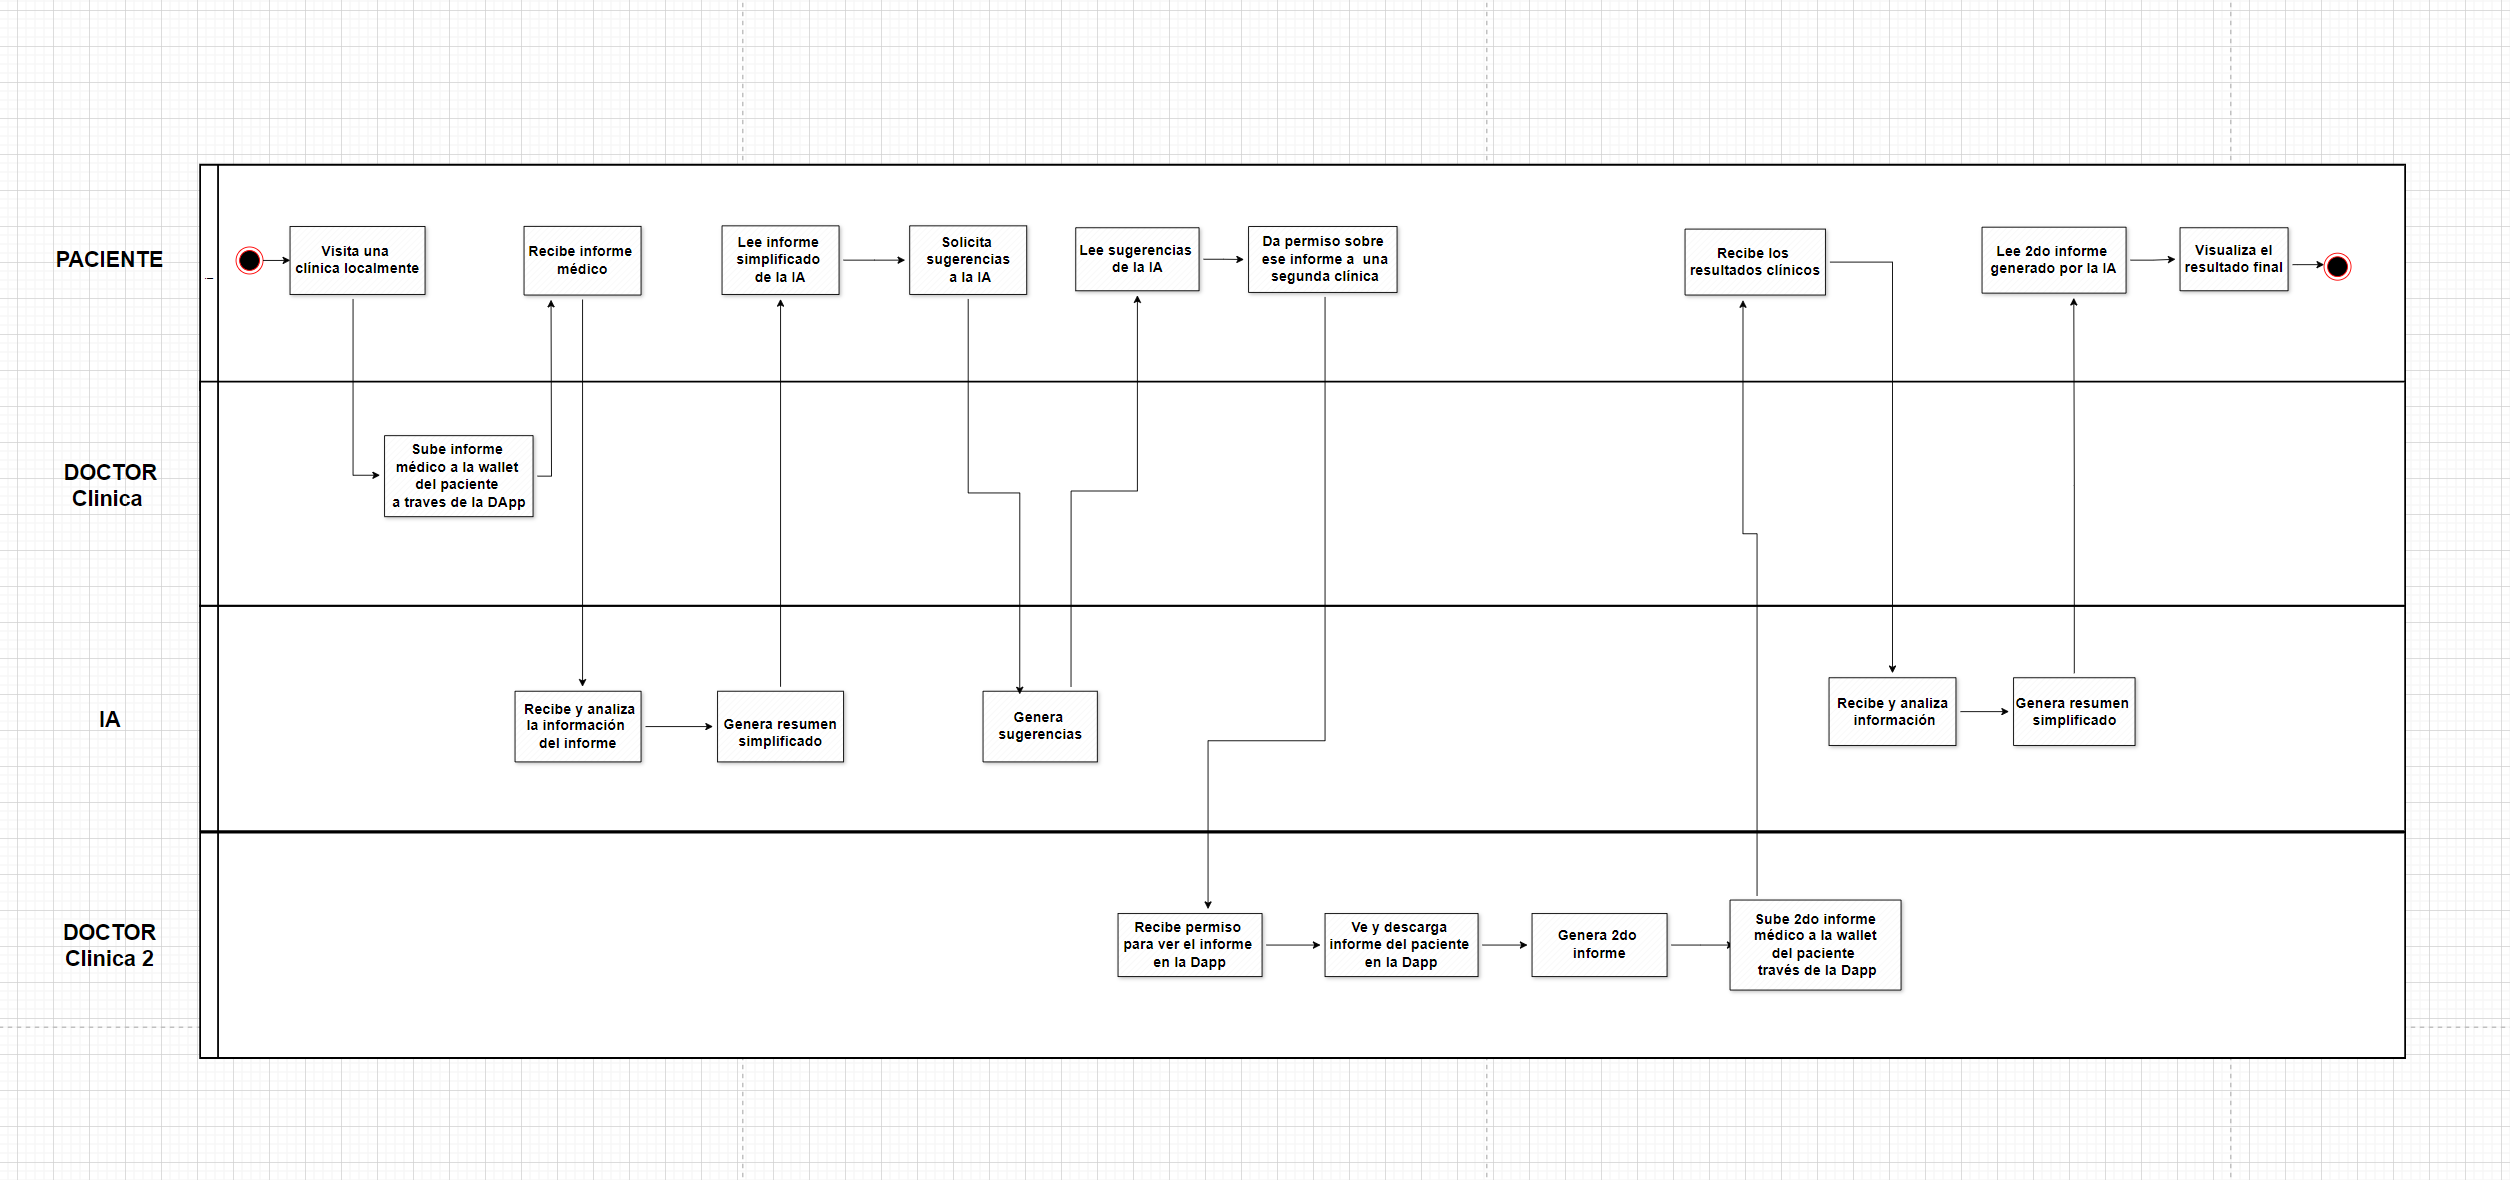 PACIENTE
Visita una
clínica localmente
Recibe informe
médico
Lee informe
simplificado
de la IA
Solicita
sugerencias
a la IA
Lee sugerencias
de la IA
Da permiso sobre
ese informe a una
segunda clínica
Recibe los
resultados clínicos
Lee 2do informe
generado por la IA
Visualiza el
resultado final
DOCTOR
Clinica
Sube informe
médico a la wallet
del paciente
a traves de la DApp
IA
Recibe y analiza
la información
del informe
Genera resumen
simplificado
Genera
sugerencias
Recibe y analiza
información
Genera resumen
simplificado
DOCTOR
Clinica 2
Recibe permiso
para ver el informe
en la Dapp
Ve y descarga
informe del paciente
en la Dapp
Genera 2do
informe
Sube 2do informe
médico a la wallet
del paciente
través de la Dapp